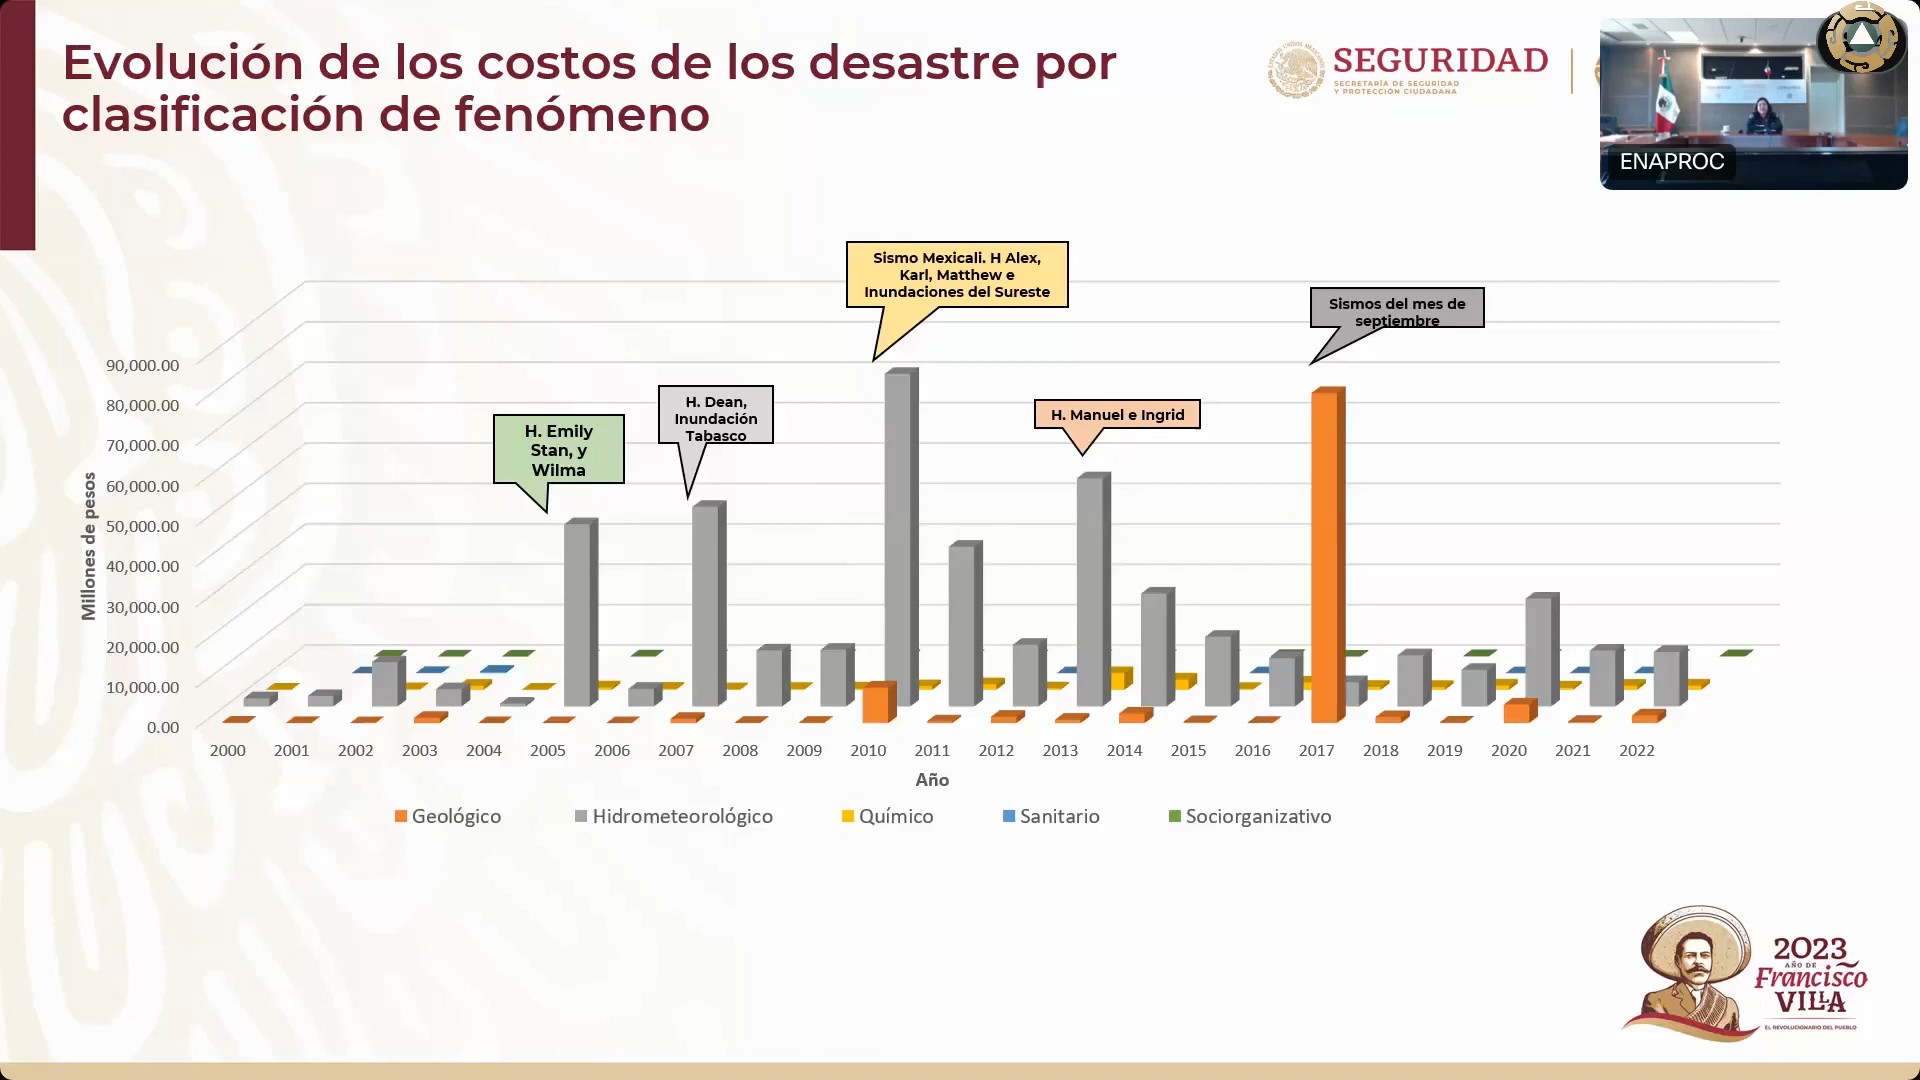 Evolución de los costos de los desastre por
clasificación de fenómeno
SEGURIDAD
SECRETARÍA DE SEGURIDAD
Y PROTECCIÓN CIUDADANA
ENAPROC
Sismo Mexicali. H Alex,
Karl, Matthew e
Inundaciones del Sureste
Sismos del mes de
septiembre
H. Dean,
Inundación
Tabasco
H. Manuel e Ingrid
H. Emily
Stan, y
Wilma
Millones de pesos
90,000.00
80,000.00
70,000.00
60,000.00
50,000.00
40,000.00
30,000.00
20,000.00
10,000.00
0.00
2000 2001 2002 2003 2004 2005 2006 2007 2008 2009 2010 2011 2012 2013 2014 2015 2016 2017 2018 2019 2020 2021 2022
Año
Geológico Hidrometeorológico Químico Sanitario Sociorganizativo
2023
AÑO DE
Francisco
VILLA
EL REVOLUCIONARIO DEL PUEBLO